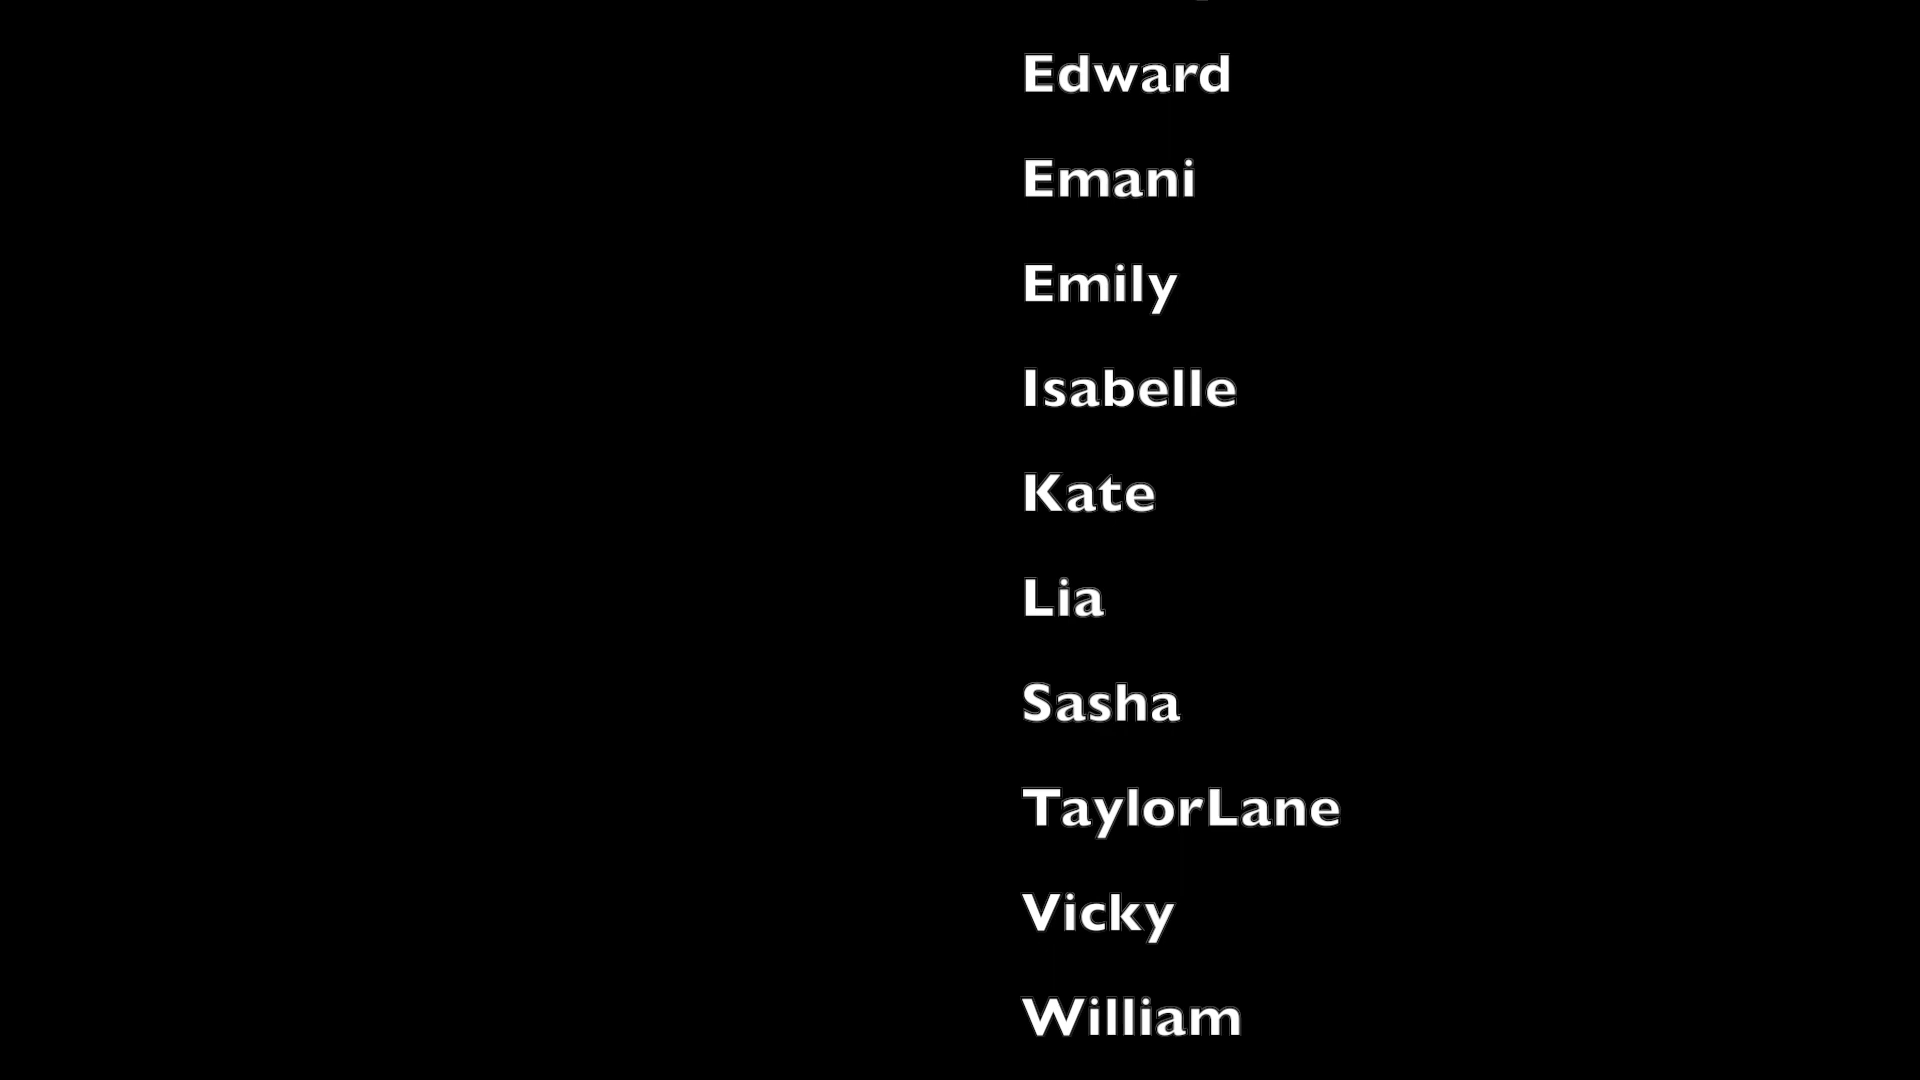 Edward
Emani
Emily
Isabelle
Kate
Lia
Sasha
TaylorLane
Vicky
William